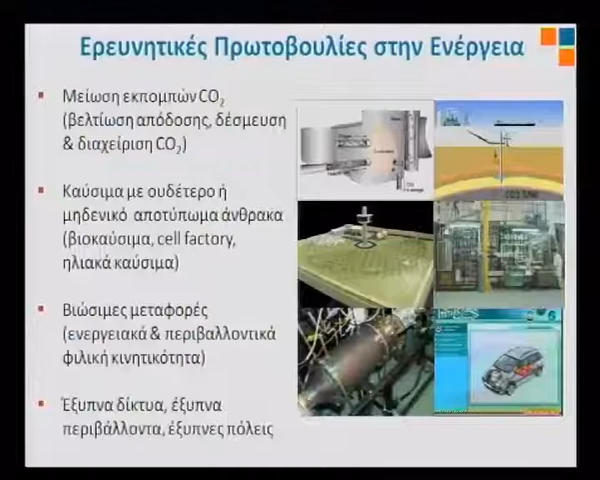 Ερευνητικές Πρωτοβουλίες στην Ενέργεια
▪ Μείωση εκπομπών CO₂
(βελτίωση απόδοσης, δέσμευση
& διαχείριση CO₂)
▪ Καύσιμα με ουδέτερο ή
μηδενικό αποτύπωμα άνθρακα
(βιοκαύσιμα, cell factory,
ηλιακά καύσιμα)
▪ Βιώσιμες μεταφορές
(ενεργειακά & περιβαλλοντικά
φιλική κινητικότητα)
▪ Έξυπνα δίκτυα, έξυπνα
περιβάλλοντα, έξυπνες πόλεις